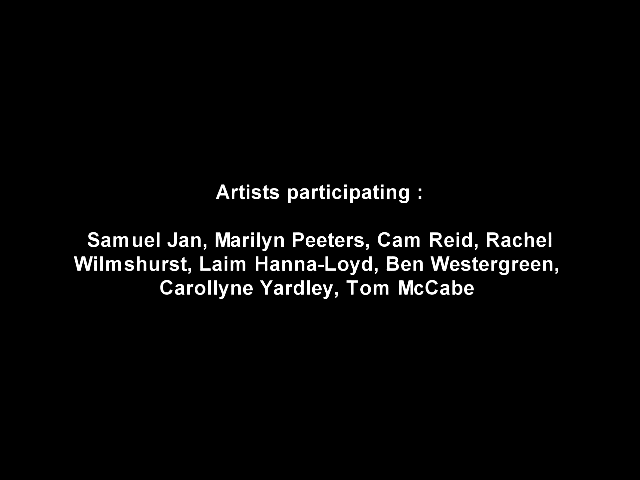 Artists participating :
Samuel Jan, Marilyn Peeters, Cam Reid, Rachel
Wilmshurst, Laim Hanna-Loyd, Ben Westergreen,
Carollyne Yardley, Tom McCabe